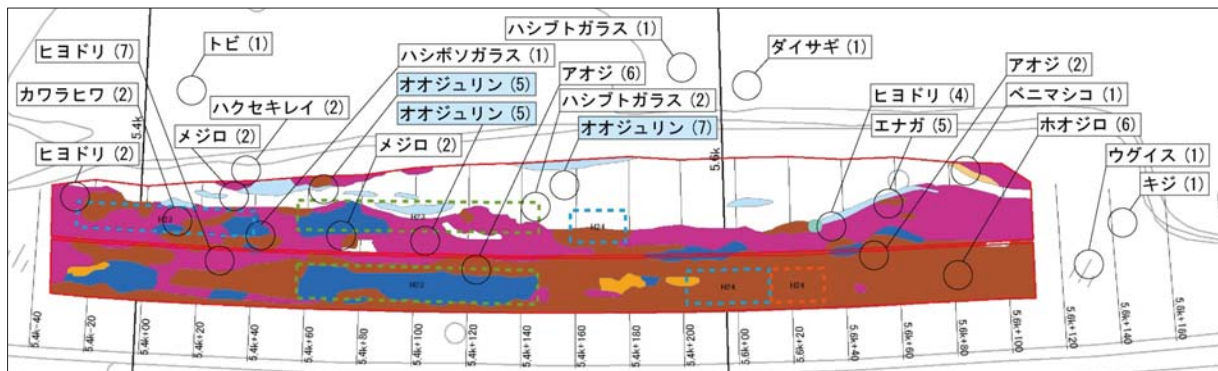 ヒヨドリ (7)
トビ (1)
ハシボソガラス (1)
ハシブトガラス (1)
ダイサギ (1)
アオジ (2)
カワラヒワ (2)
オオジュリン (5)
アオジ (6)
ヒヨドリ (4)
ベニマシコ (1)
ハクセキレイ (2)
オオジュリン (5)
ハシブトガラス (2)
エナガ (5)
ホオジロ (6)
メジロ (2)
メジロ (2)
オオジュリン (7)
ウグイス (1)
ヒヨドリ (2)
キジ (1)
5.4k
5.6k
H23
H23
H24
H22
H24
H24
5.4k-40
5.4k-20
5.4k+00
5.4k+20
5.4k+40
5.4k+60
5.4k+80
5.4k+100
5.4k+120
5.4k+140
5.4k+160
5.4k+180
5.4k+200
5.6k+00
5.6k+20
5.6k+40
5.6k+60
5.6k+80
5.6k+100
5.6k+120
5.6k+140
5.8k+160